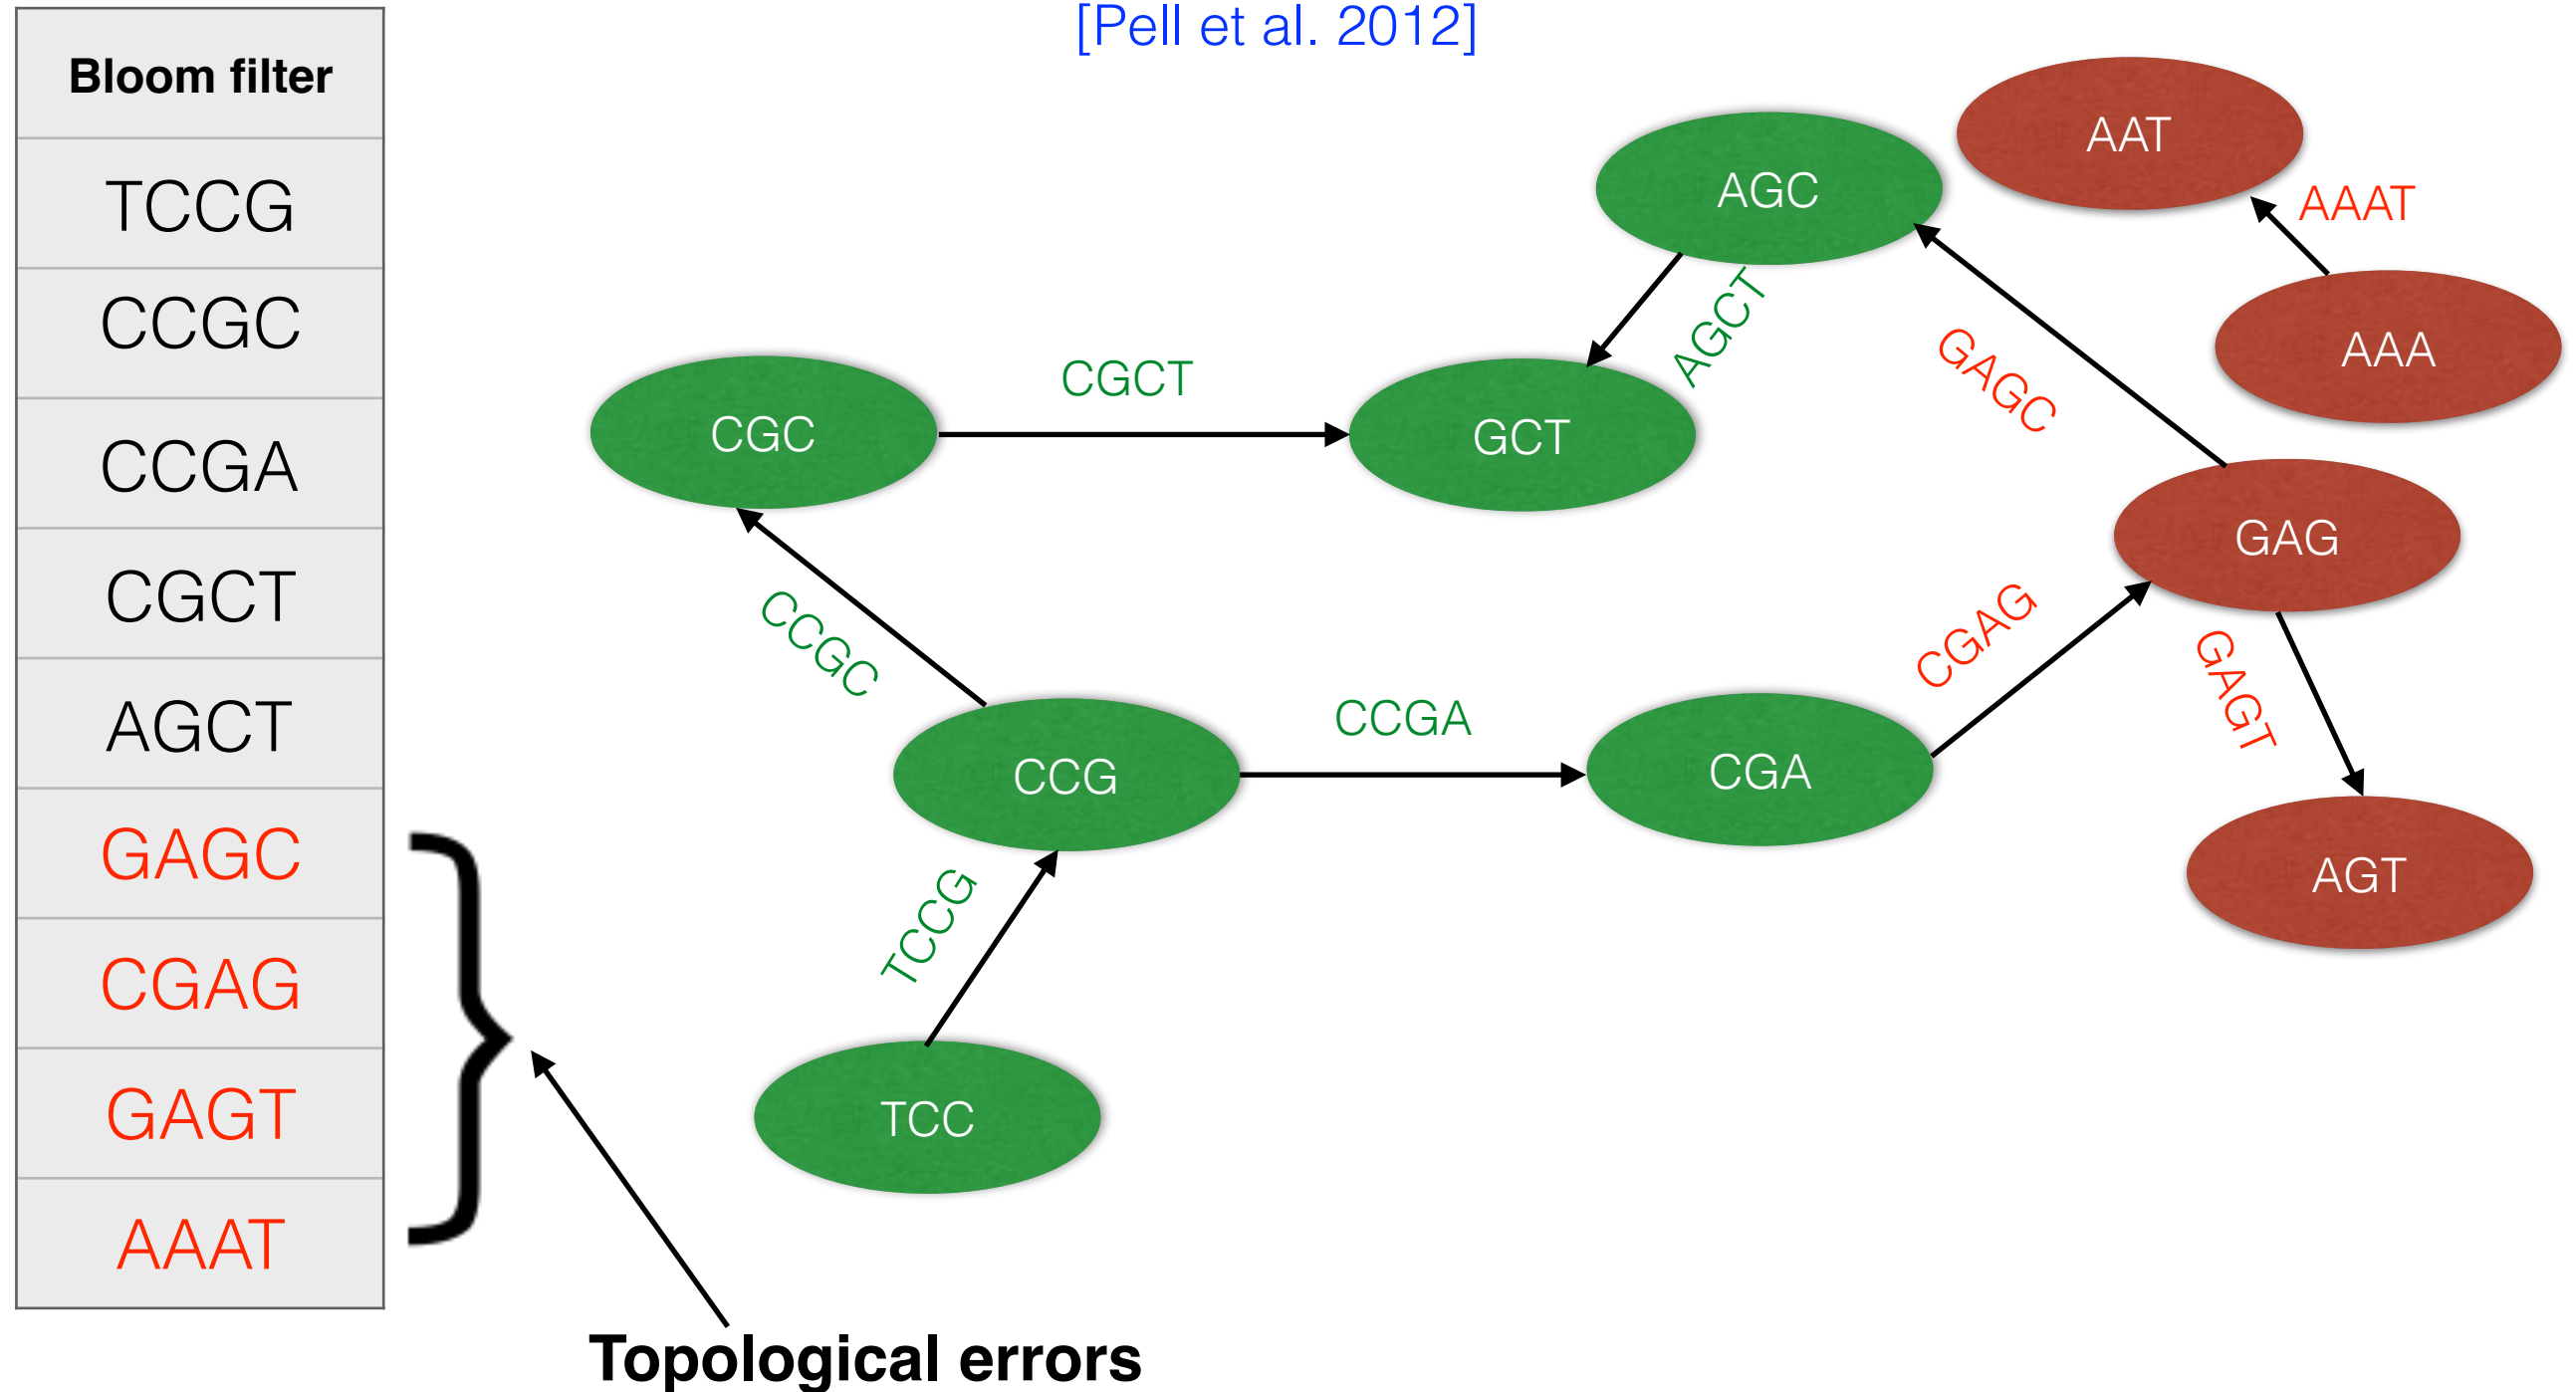 [Pell et al. 2012]
Bloom filter
TCCG
CCGC
CCGA
CGCT
AGCT
GAGC
CGAG
GAGT
AAAT
Topological errors
AAT
AAAT
AGC
AAA
AGCT
GAGC
CGCT
CGC
GCT
GAG
CCGC
CGAG
GAGT
CCGA
CCG
CGA
AGT
TCCG
TCC